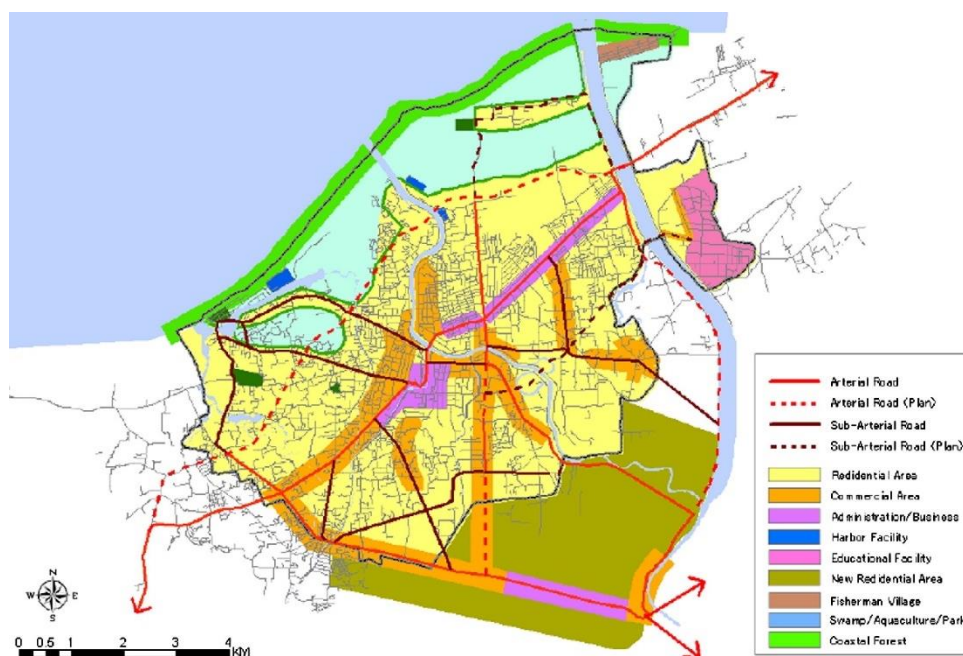 Arterial Road
Arterial Road (Plan)
Sub-Arterial Road
Sub-Arterial Road (Plan)
Redidential Area
Commercial Area
Administration/Business
Harbor Facility
Educational Facility
New Redidential Area
Fisherman Village
Swamp/Aquaculture/Park
Coastal Forest
N
W E
S
0 0.5 1 2 3 4
KM